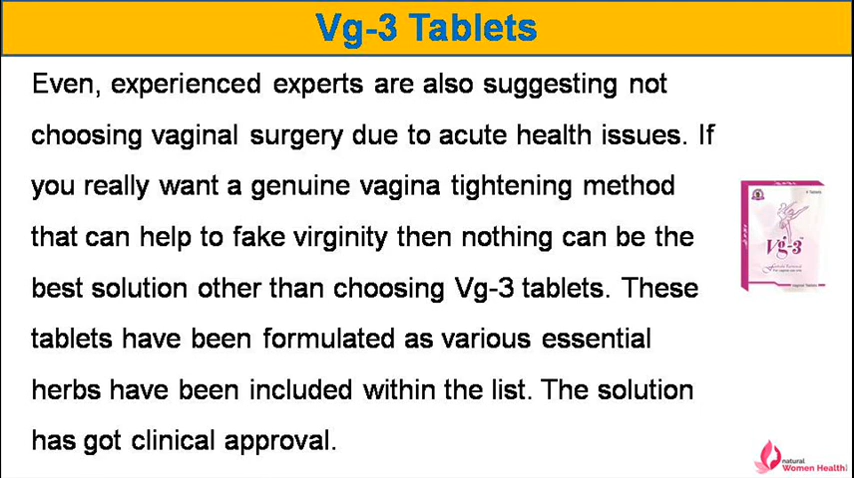 Vg-3 Tablets
Even, experienced experts are also suggesting not
choosing vaginal surgery due to acute health issues. If
you really want a genuine vagina tightening method
that can help to fake virginity then nothing can be the
best solution other than choosing Vg-3 tablets. These
tablets have been formulated as various essential
herbs have been included within the list. The solution
has got clinical approval.
Vg-3
natural
Women Health